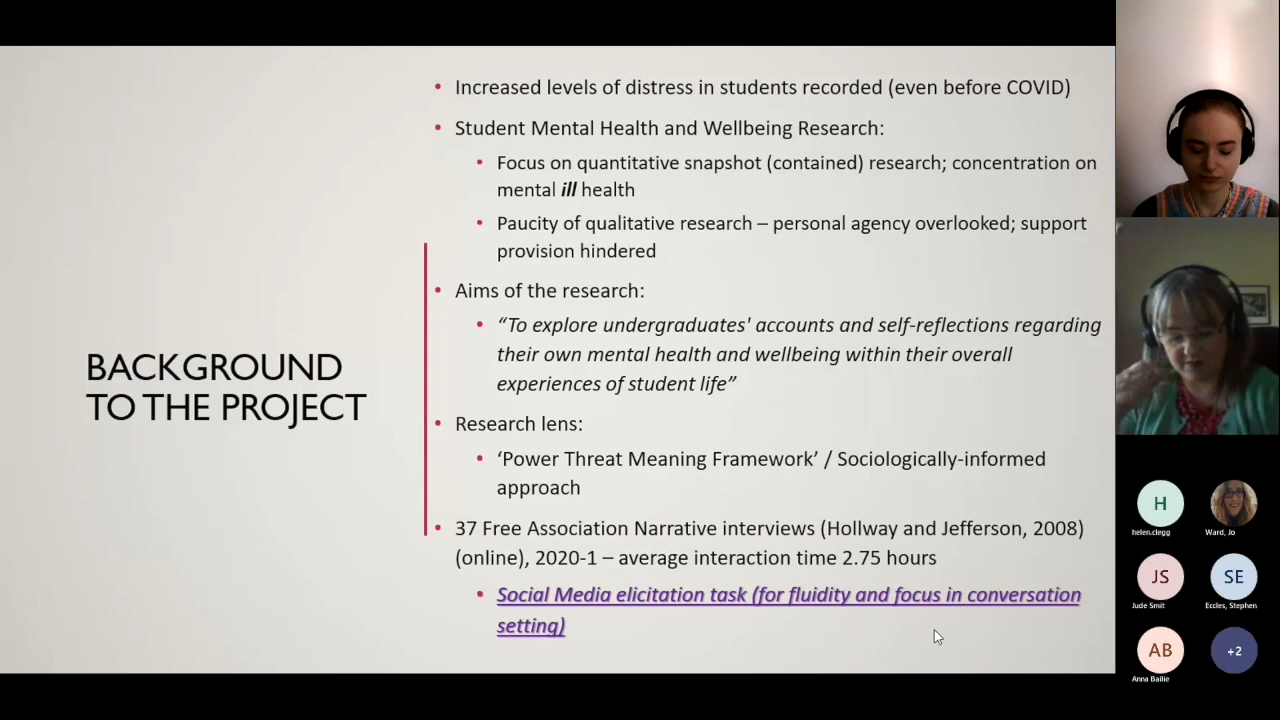 BACKGROUND
TO THE PROJECT
• Increased levels of distress in students recorded (even before COVID)
• Student Mental Health and Wellbeing Research:
• Focus on quantitative snapshot (contained) research; concentration on
mental ill health
• Paucity of qualitative research – personal agency overlooked; support
provision hindered
• Aims of the research:
• “To explore undergraduates' accounts and self-reflections regarding
their own mental health and wellbeing within their overall
experiences of student life”
• Research lens:
• ‘Power Threat Meaning Framework’ / Sociologically-informed
approach
• 37 Free Association Narrative interviews (Hollway and Jefferson, 2008)
(online), 2020-1 – average interaction time 2.75 hours
• Social Media elicitation task (for fluidity and focus in conversation
setting)
H
helen.clegg
Ward, Jo
JS
Jude Smit
SE
Eccles, Stephen
AB
Anna Bailie
+2